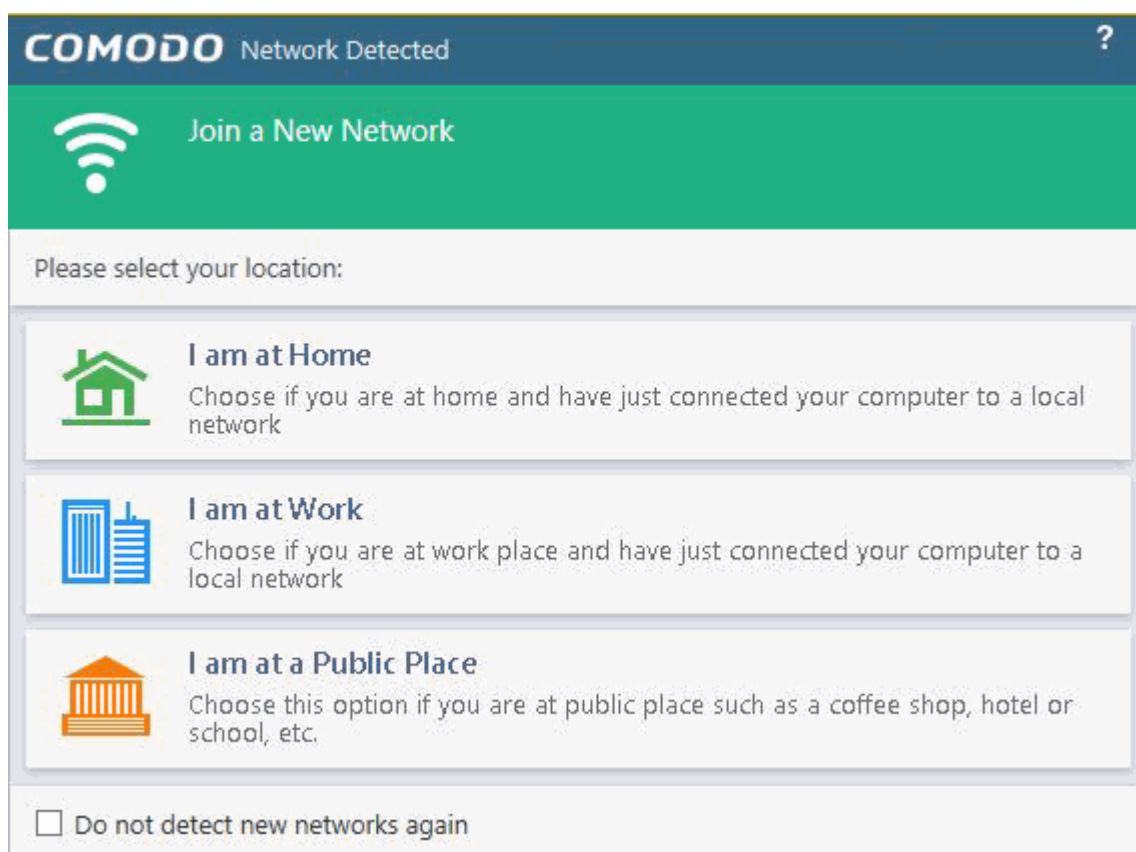 COMODO Network Detected ?
Join a New Network
Please select your location:
I am at Home
Choose if you are at home and have just connected your computer to a local
network
I am at Work
Choose if you are at work place and have just connected your computer to a
local network
I am at a Public Place
Choose this option if you are at public place such as a coffee shop, hotel or
school, etc.
Do not detect new networks again